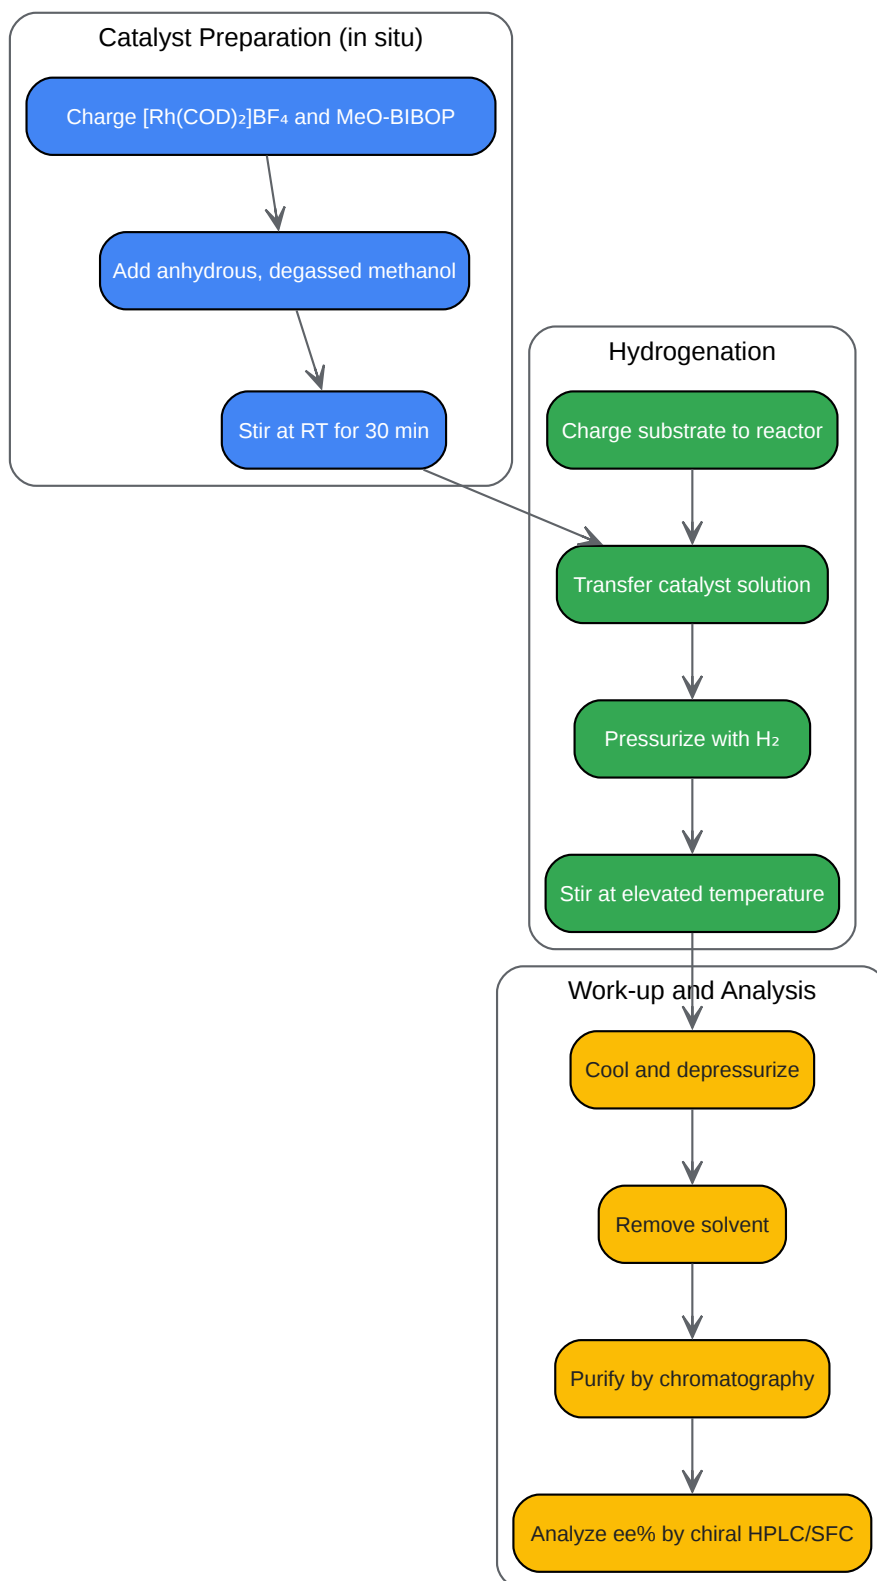 Catalyst Preparation (in situ)
Charge [Rh(COD)₂]BF₄ and MeO-BIBOP
Add anhydrous, degassed methanol
Stir at RT for 30 min
Hydrogenation
Charge substrate to reactor
Transfer catalyst solution
Pressurize with H₂
Stir at elevated temperature
Work-up and Analysis
Cool and depressurize
Remove solvent
Purify by chromatography
Analyze ee% by chiral HPLC/SFC